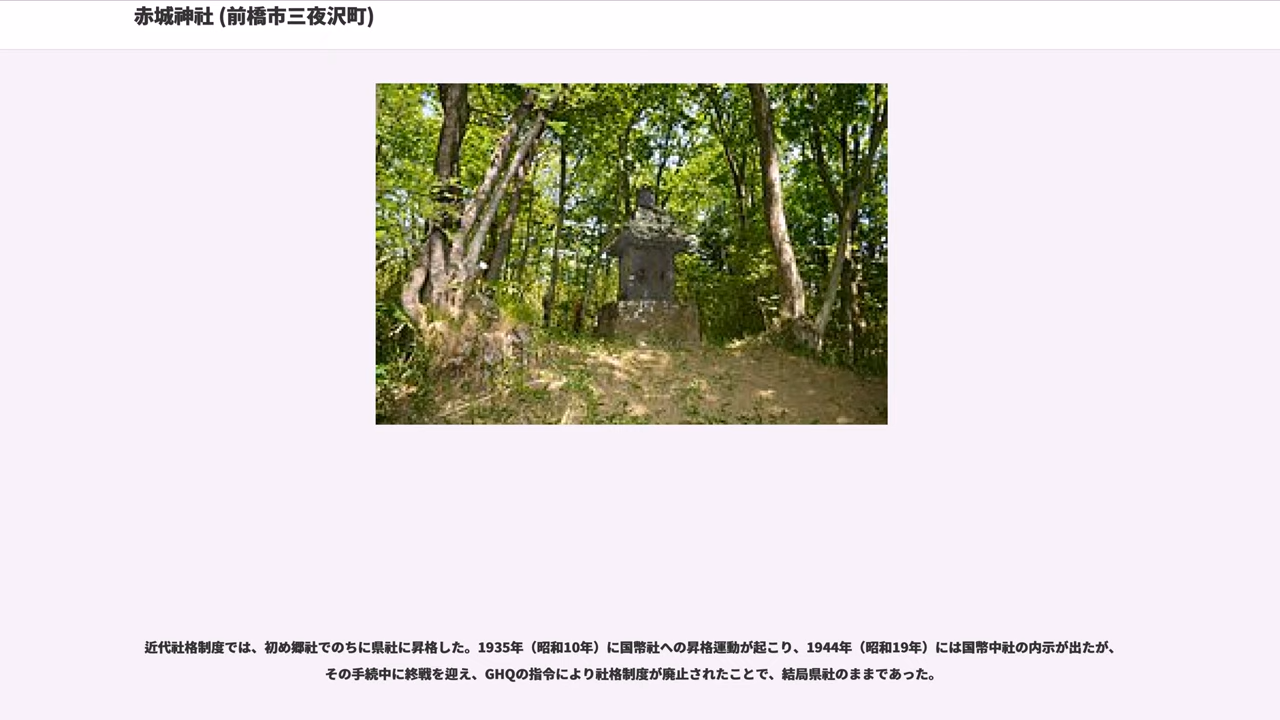 赤城神社 (前橋市三夜沢町)
近代社格制度では、初め郷社でのちに県社に昇格した。1935年（昭和10年）に国幣社への昇格運動が起こり、1944年（昭和19年）には国幣中社の内示が出たが、
その手続中に終戦を迎え、GHQの指令により社格制度が廃止されたことで、結局県社のままであった。